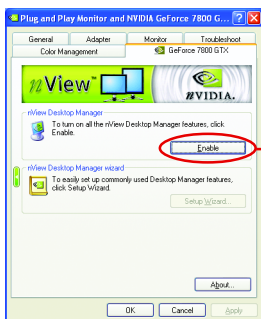 Plug and Play Monitor and NVIDIA GeForce 7800 G...
General Adapter Monitor Troubleshoot
Color Management GeForce 7800 GTX
nView
NVIDIA.
nView Desktop Manager
To turn on all the nView Desktop Manager features, click
Enable.
Enable
nView Desktop Manager wizard
To easily set up commonly used Desktop Manager features,
click Setup Wizard.
Setup Wizard...
About...
OK Cancel Apply